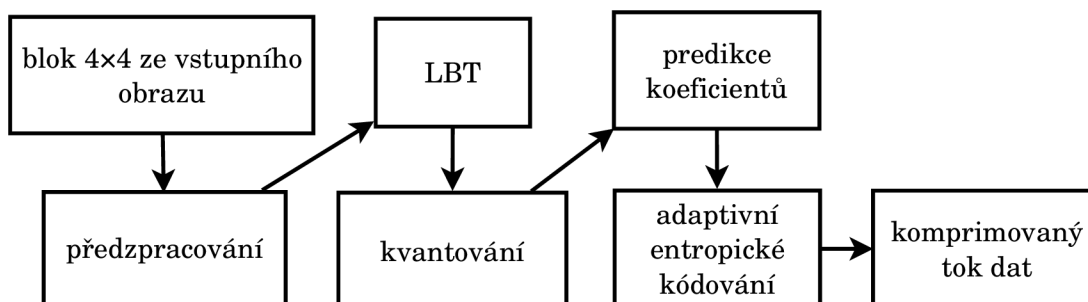 blok 4×4 ze vstupního
obrazu
předzpracování
LBT
kvantování
predikce
koeficientů
adaptivní
entropické
kódování
komprimovaný
tok dat